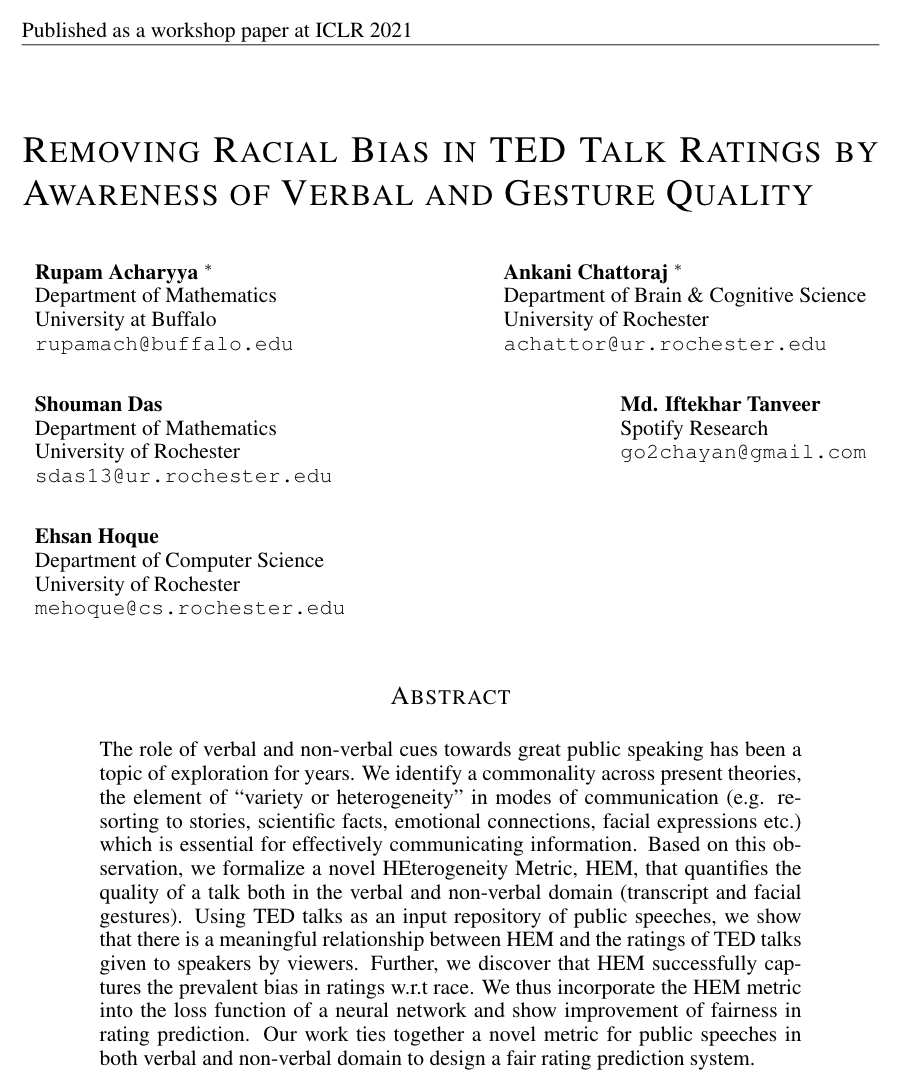 Published as a workshop paper at ICLR 2021
REMOVING RACIAL BIAS IN TED TALK RATINGS BY
AWARENESS OF VERBAL AND GESTURE QUALITY
Rupam Acharyya *
Department of Mathematics
University at Buffalo
rupamach@buffalo.edu
Ankani Chattoraj *
Department of Brain & Cognitive Science
University of Rochester
achattor@ur.rochester.edu
Shouman Das
Department of Mathematics
University of Rochester
sdas13@ur.rochester.edu
Md. Iftekhar Tanveer
Spotify Research
go2chayan@gmail.com
Ehsan Hoque
Department of Computer Science
University of Rochester
mehoque@cs.rochester.edu
ABSTRACT
The role of verbal and non-verbal cues towards great public speaking has been a
topic of exploration for years. We identify a commonality across present theories,
the element of “variety or heterogeneity” in modes of communication (e.g. re-
sorting to stories, scientific facts, emotional connections, facial expressions etc.)
which is essential for effectively communicating information. Based on this ob-
servation, we formalize a novel HEterogeneity Metric, HEM, that quantifies the
quality of a talk both in the verbal and non-verbal domain (transcript and facial
gestures). Using TED talks as an input repository of public speeches, we show
that there is a meaningful relationship between HEM and the ratings of TED talks
given to speakers by viewers. Further, we discover that HEM successfully cap-
tures the prevalent bias in ratings w.r.t race. We thus incorporate the HEM metric
into the loss function of a neural network and show improvement of fairness in
rating prediction. Our work ties together a novel metric for public speeches in
both verbal and non-verbal domain to design a fair rating prediction system.